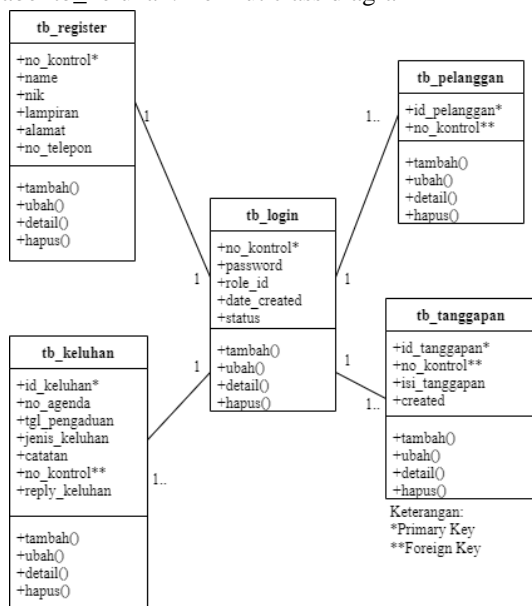 tb_register
+no_kontrol*
+name
+nik
+lampiran
+alamat
+no_telepon
+tambah()
+ubah()
+detail()
+hapus()
1
1
tb_pelanggan
+id_pelanggan*
+no_kontrol**
+tambah()
+ubah()
+detail()
+hapus()
1..
1
tb_login
+no_kontrol*
+password
+role_id
+date_created
+status
+tambah()
+ubah()
+detail()
+hapus()
tb_keluhan
+id_keluhan*
+no_agenda
+tgl_pengaduan
+jenis_keluhan
+catatan
+no_kontrol**
+reply_keluhan
+tambah()
+ubah()
+detail()
+hapus()
1
1..
tb_tanggapan
+id_tanggapan*
+no_kontrol**
+isi_tanggapan
+created
+tambah()
+ubah()
+detail()
+hapus()
1
1..
Keterangan:
*Primary Key
**Foreign Key